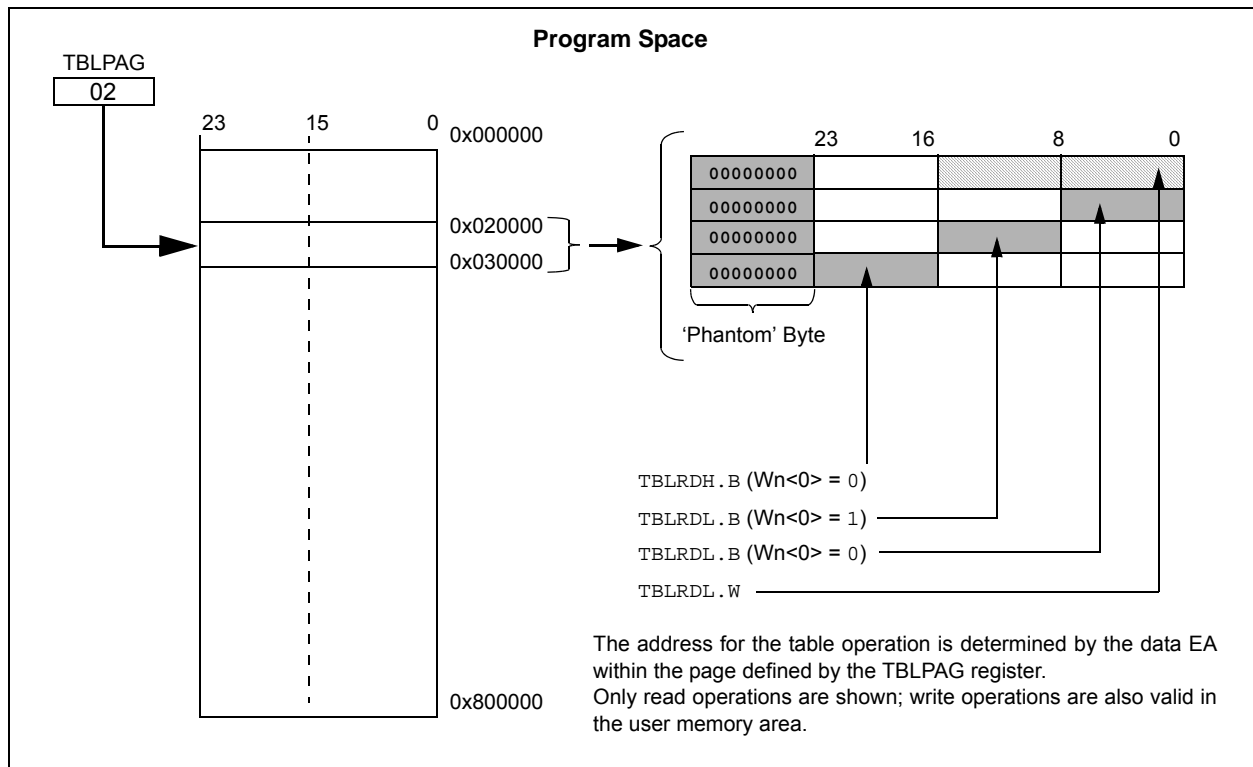 Program Space
TBLPAG
02
23 15 0
0x000000
0x020000
0x030000
0x800000
23 16 8 0
00000000
00000000
00000000
00000000
‘Phantom’ Byte
TBLRDH.B (Wn<0> = 0)
TBLRDL.B (Wn<0> = 1)
TBLRDL.B (Wn<0> = 0)
TBLRDL.W
The address for the table operation is determined by the data EA
within the page defined by the TBLPAG register.
Only read operations are shown; write operations are also valid in
the user memory area.